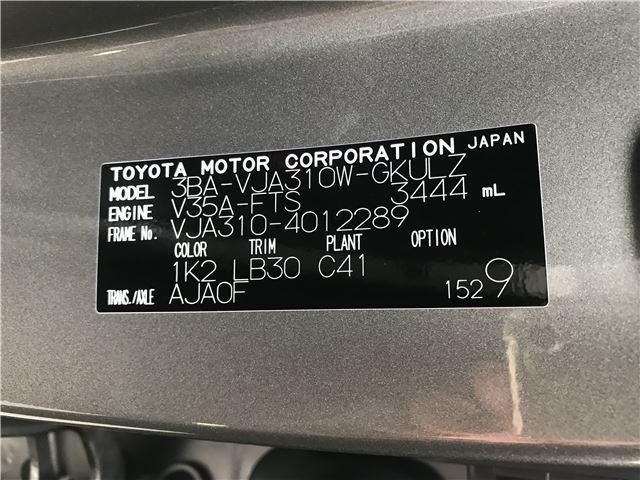 TOYOTA MOTOR CORPORATION JAPAN
MODEL 3BA-VJA310W-GKULZ
ENGINE V35A-FTS 3444 mL
FRAME No. VJA310-4012289
COLOR TRIM PLANT OPTION
1K2 LB30 C41
TRANS./AXLE AJA0F 1529